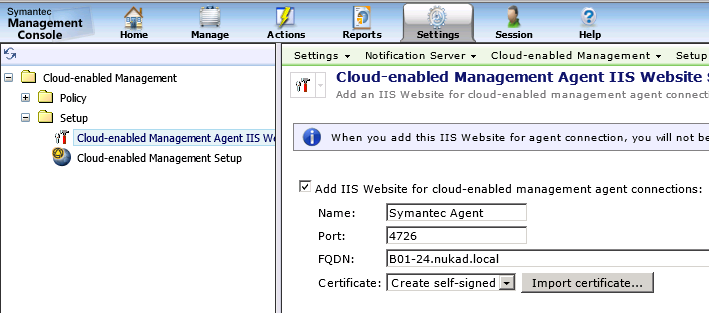 Symantec
Management
Console
Home
Manage
Actions
Reports
Settings
Session
Help
Settings
Notification Server
Cloud-enabled Management
Setup
Cloud-enabled Management
Policy
Setup
Cloud-enabled Management Agent IIS We
Cloud-enabled Management Setup
Cloud-enabled Management Agent IIS Website S
Add an IIS Website for cloud-enabled management agent connecti
When you add this IIS Website for agent connection, you will not be
Add IIS Website for cloud-enabled management agent connections:
Name: Symantec Agent
Port: 4726
FQDN: B01-24.nukad.local
Certificate: Create self-signed Import certificate...